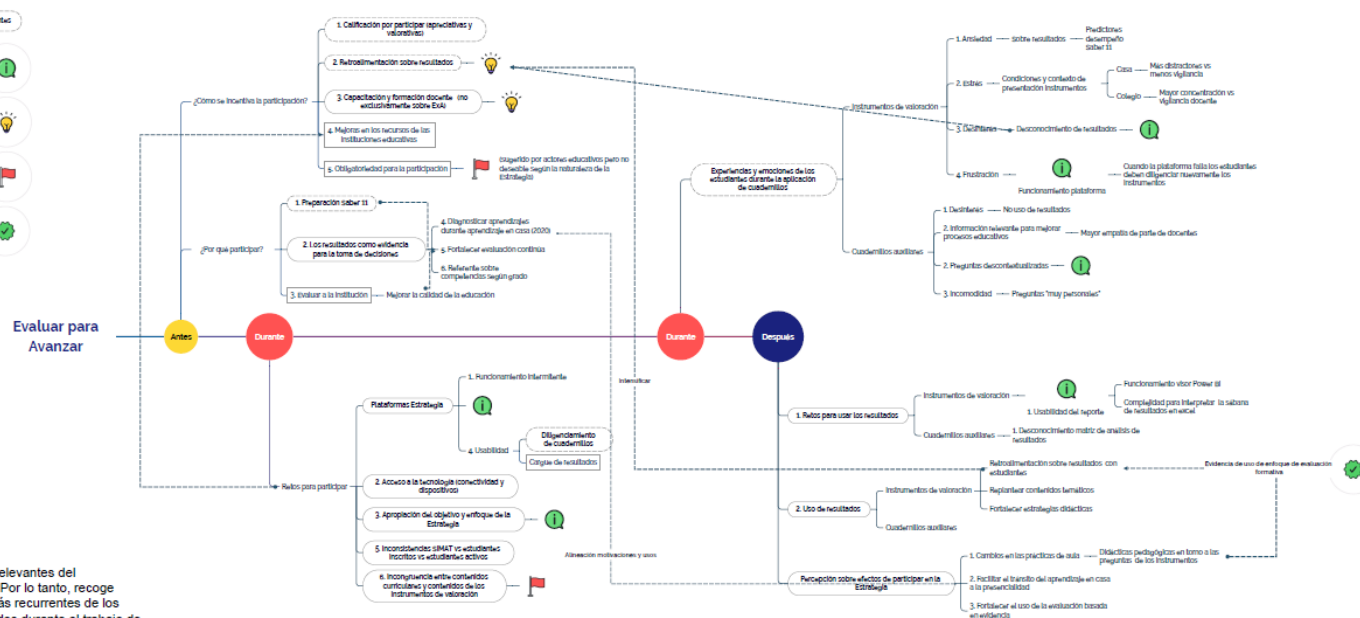 1. Calificación por participar (apreciativas y
valorativas)
2. Retroalimentación sobre resultados
¿Cómo se incentiva la participación?
3. Capacitación y formación docente (no
exclusivamente sobre ExA)
4. Mejoras en los recursos de las
instituciones educativas
5. Obligatoriedad para la participación
(sugerido por actores educativos pero no
deseable según la naturaleza de la
Estrategia)
¿Por qué participar?
1. Preparación saber 11
2. Los resultados como evidencia
para la toma de decisiones
3. Evaluar a la institución
Mejorar la calidad de la educación
4. Diagnosticar aprendizajes
durante aprendizaje en casa (2020)
5. Fortalecer evaluación continua
6. Referente sobre
competencias según grado
Evaluar para
Avanzar
Antes
Durante
Durante
Después
Experiencias y emociones de los
estudiantes durante la aplicación
de cuadernillos
Instrumentos de valoración
1. Ansiedad
sobre resultados
Predictores
desempeño
Saber 11
2. Estrés
Condiciones y contexto de
presentación instrumentos
Casa
Más distractores vs
menos vigilancia
Colegio
Mayor concentración vs
vigilancia docente
3. Desinterés
Desconocimiento de resultados
4. Frustración
Funcionamiento plataforma
Cuando la plataforma falla los estudiantes
deben diligenciar nuevamente los
instrumentos
Cuadernillos auxiliares
1. Desinterés
No uso de resultados
2. Información relevante para mejorar
procesos educativos
Mayor empatía de parte de docentes
2. Preguntas descontextualizadas
3. Incomodidad
Preguntas "muy personales"
Retos para participar
Plataformas Estrategia
1. Funcionamiento intermitente
4. Usabilidad
Diligenciamiento
de cuadernillos
Cargue de resultados
2. Acceso a la tecnología (conectividad y
dispositivos)
3. Apropiación del objetivo y enfoque de la
Estrategia
5. Inconsistencias SIMAT vs estudiantes
inscritos vs estudiantes activos
6. Incongruencia entre contenidos
curriculares y contenidos de los
instrumentos de valoración
Intensificar
Alineación motivaciones y usos
1. Retos para usar los resultados
Instrumentos de valoración
1. Usabilidad del reporte
Funcionamiento visor Power BI
Complejidad para interpretar la sábana
de resultados en excel
Cuadernillos auxiliares
1. Desconocimiento matriz de análisis de
resultados
2. Uso de resultados
Instrumentos de valoración
Retroalimentación sobre resultados con
estudiantes
Replantear contenidos temáticos
Fortalecer estrategias didácticas
Cuadernillos auxiliares
Evidencia de uso de enfoque de evaluación
formativa
Percepción sobre efectos de participar en la
Estrategia
1. Cambios en las prácticas de aula
Didácticas pedagógicas en torno a las
preguntas de los instrumentos
2. Facilitar el tránsito del aprendizaje en casa
a la presencialidad
3. Fortalecer el uso de la evaluación basada
en evidencia
elevantes del
Por lo tanto, recoge
ás recurrentes de los
durante el trabajo de